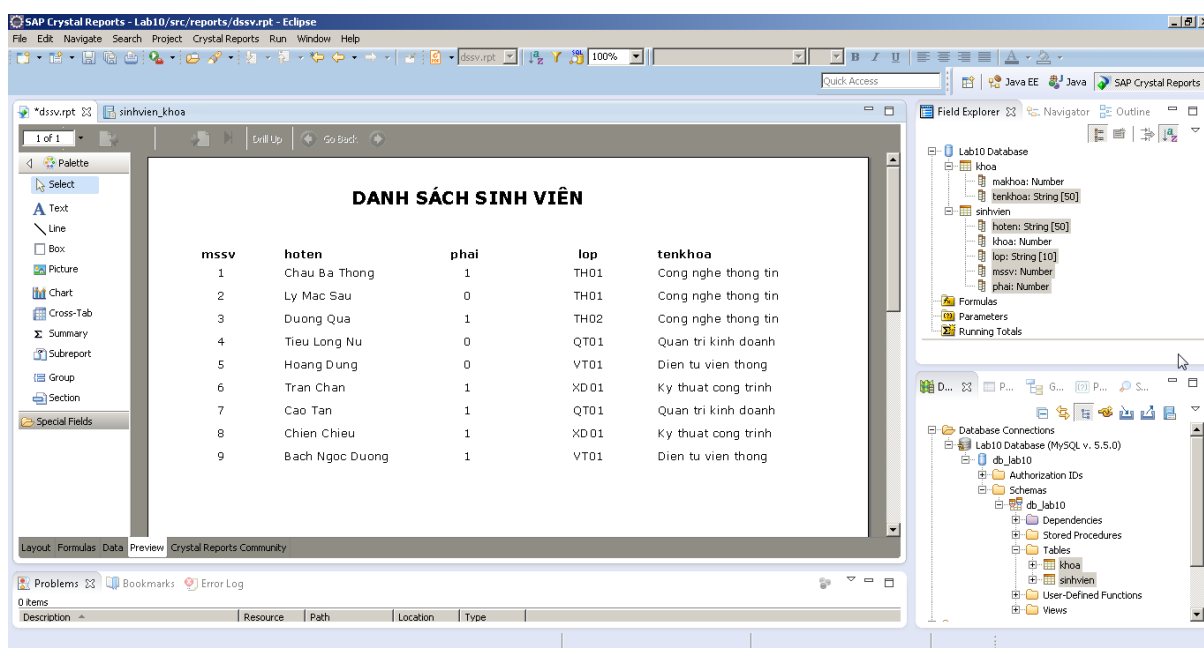 SAP Crystal Reports - Lab10/src/reports/dssv.rpt - Eclipse
File Edit Navigate Search Project Crystal Reports Run Window Help
dssv.rpt 100% B I U
Quick Access Java EE Java SAP Crystal Reports
*dssv.rpt sinhvien_khoa
1 of 1 Drill Up Go Back
Palette
Select
Text
Line
Box
Picture
Chart
Cross-Tab
Summary
Subreport
Group
Section
Special Fields
DANH SÁCH SINH VIÊN
mssv hoten phai lop tenkhoa
1 Chau Ba Thong 1 TH01 Cong nghe thong tin
2 Ly Mac Sau 0 TH01 Cong nghe thong tin
3 Duong Qua 1 TH02 Cong nghe thong tin
4 Tieu Long Nu 0 QT01 Quan tri kinh doanh
5 Hoang Dung 0 VT01 Dien tu vien thong
6 Tran Chan 1 XD01 Ky thuat cong trinh
7 Cao Tan 1 QT01 Quan tri kinh doanh
8 Chien Chieu 1 XD01 Ky thuat cong trinh
9 Bach Ngoc Duong 1 VT01 Dien tu vien thong
Layout Formulas Data Preview Crystal Reports Community
Problems Bookmarks Error Log
0 items
Description Resource Path Location Type
Field Explorer Navigator Outline
Lab10 Database
khoa
makhoa: Number
tenkhoa: String [50]
sinhvien
hoten: String [50]
khoa: Number
lop: String [10]
mssv: Number
phai: Number
Formulas
Parameters
Running Totals
D... P... G... P... S...
Database Connections
Lab10 Database (MySQL v. 5.5.0)
db_lab10
Authorization IDs
Schemas
db_lab10
Dependencies
Stored Procedures
Tables
khoa
sinhvien
User-Defined Functions
Views